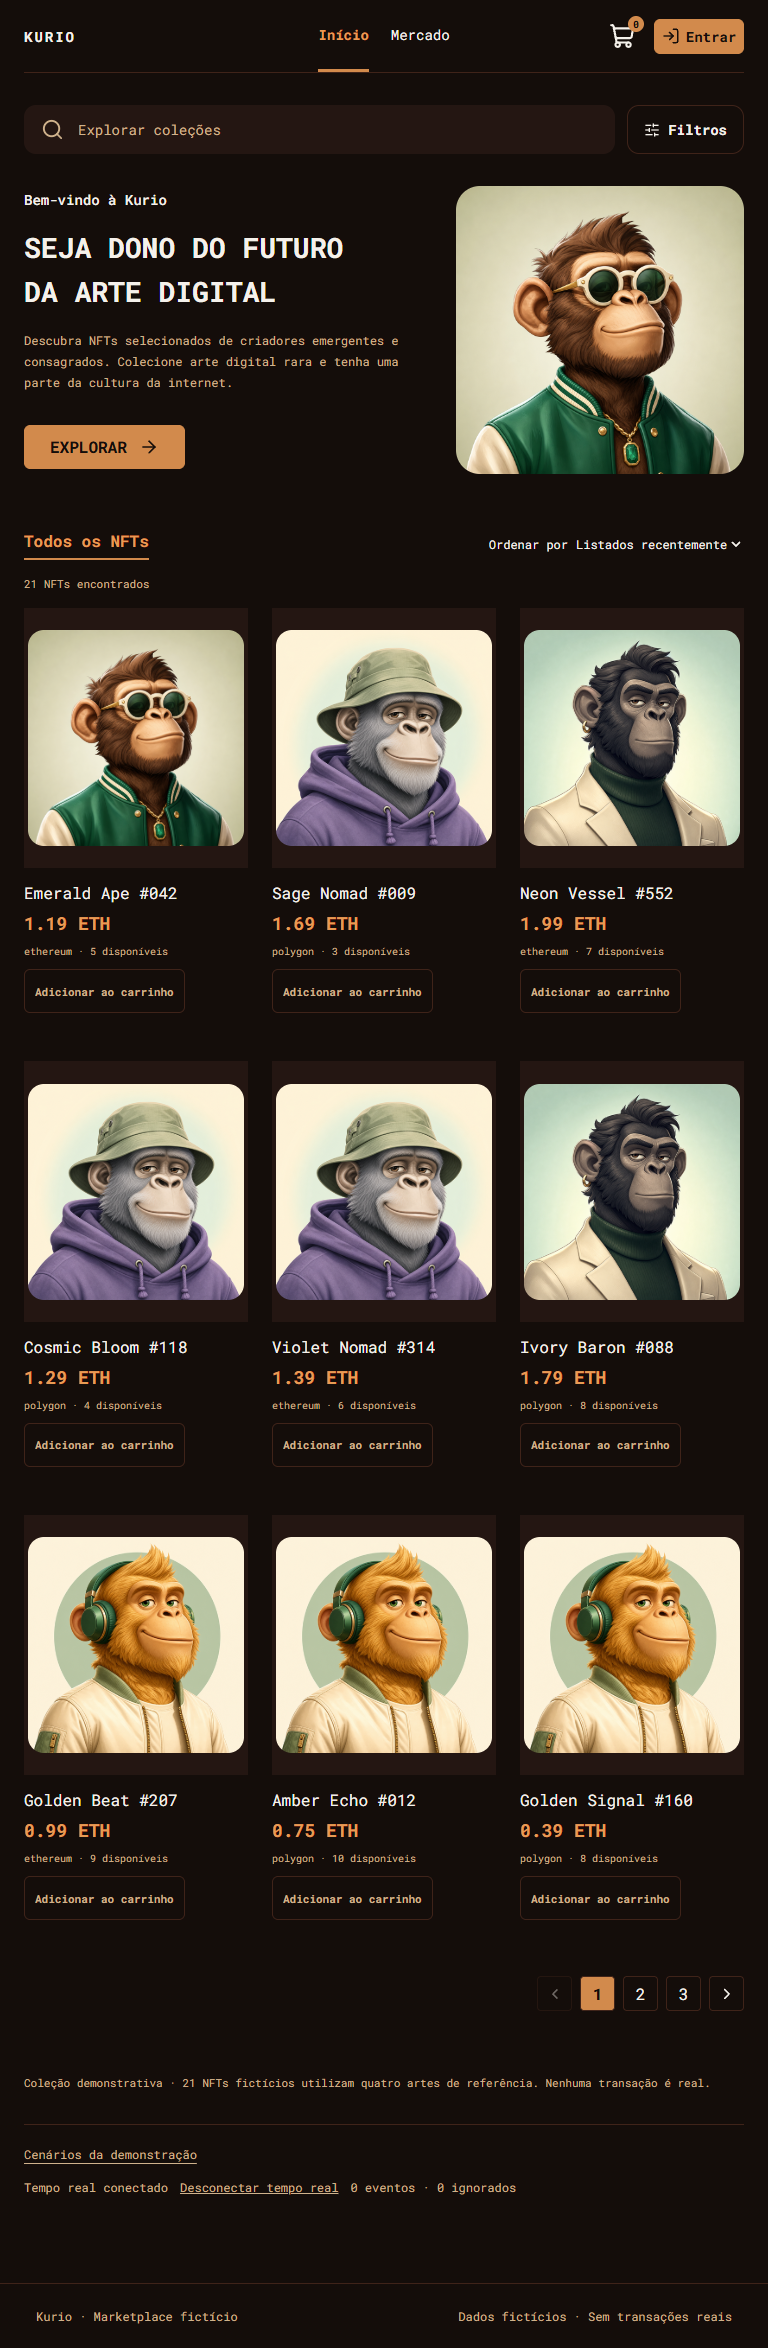 KURIO
Início
Mercado
0
Entrar
Explorar coleções
Filtros
Bem-vindo à Kurio
SEJA DONO DO FUTURO
DA ARTE DIGITAL
Descubra NFTs selecionados de criadores emergentes e
consagrados. Colecione arte digital rara e tenha uma
parte da cultura da internet.
EXPLORAR
Todos os NFTs
Ordenar por Listados recentemente
21 NFTs encontrados
Emerald Ape #042
1.19 ETH
ethereum · 5 disponíveis
Adicionar ao carrinho
Sage Nomad #009
1.69 ETH
polygon · 3 disponíveis
Adicionar ao carrinho
Neon Vessel #552
1.99 ETH
ethereum · 7 disponíveis
Adicionar ao carrinho
Cosmic Bloom #118
1.29 ETH
polygon · 4 disponíveis
Adicionar ao carrinho
Violet Nomad #314
1.39 ETH
ethereum · 6 disponíveis
Adicionar ao carrinho
Ivory Baron #088
1.79 ETH
polygon · 8 disponíveis
Adicionar ao carrinho
Golden Beat #207
0.99 ETH
ethereum · 9 disponíveis
Adicionar ao carrinho
Amber Echo #012
0.75 ETH
polygon · 10 disponíveis
Adicionar ao carrinho
Golden Signal #160
0.39 ETH
polygon · 8 disponíveis
Adicionar ao carrinho
1 2 3
Coleção demonstrativa · 21 NFTs fictícios utilizam quatro artes de referência. Nenhuma transação é real.
Cenários da demonstração
Tempo real conectado Desconectar tempo real 0 eventos · 0 ignorados
Kurio · Marketplace fictício
Dados fictícios · Sem transações reais